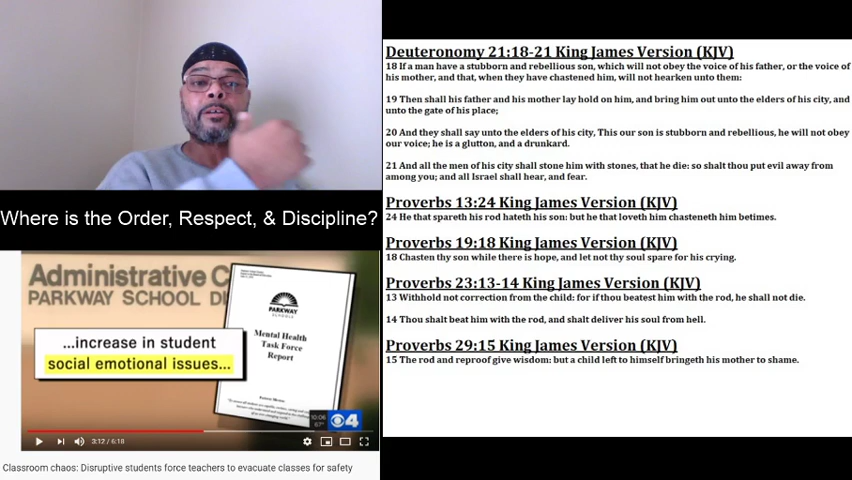 Where is the Order, Respect, & Discipline?
Administrative C
PARKWAY SCHOOL DI
...increase in student
social emotional issues...
PARKWAY
SCHOOLS
Mental Health
Task Force
Report
10:06
67°
4
3:12 / 6:18
Classroom chaos: Disruptive students force teachers to evacuate classes for safety
Deuteronomy 21:18-21 King James Version (KJV)
18 If a man have a stubborn and rebellious son, which will not obey the voice of his father, or the voice of
his mother, and that, when they have chastened him, will not hearken unto them:
19 Then shall his father and his mother lay hold on him, and bring him out unto the elders of his city, and
unto the gate of his place;
20 And they shall say unto the elders of his city, This our son is stubborn and rebellious, he will not obey
our voice; he is a glutton, and a drunkard.
21 And all the men of his city shall stone him with stones, that he die: so shalt thou put evil away from
among you; and all Israel shall hear, and fear.
Proverbs 13:24 King James Version (KJV)
24 He that spareth his rod hateth his son: but he that loveth him chasteneth him betimes.
Proverbs 19:18 King James Version (KJV)
18 Chasten thy son while there is hope, and let not thy soul spare for his crying.
Proverbs 23:13-14 King James Version (KJV)
13 Withhold not correction from the child: for if thou beatest him with the rod, he shall not die.
14 Thou shalt beat him with the rod, and shalt deliver his soul from hell.
Proverbs 29:15 King James Version (KJV)
15 The rod and reproof give wisdom: but a child left to himself bringeth his mother to shame.